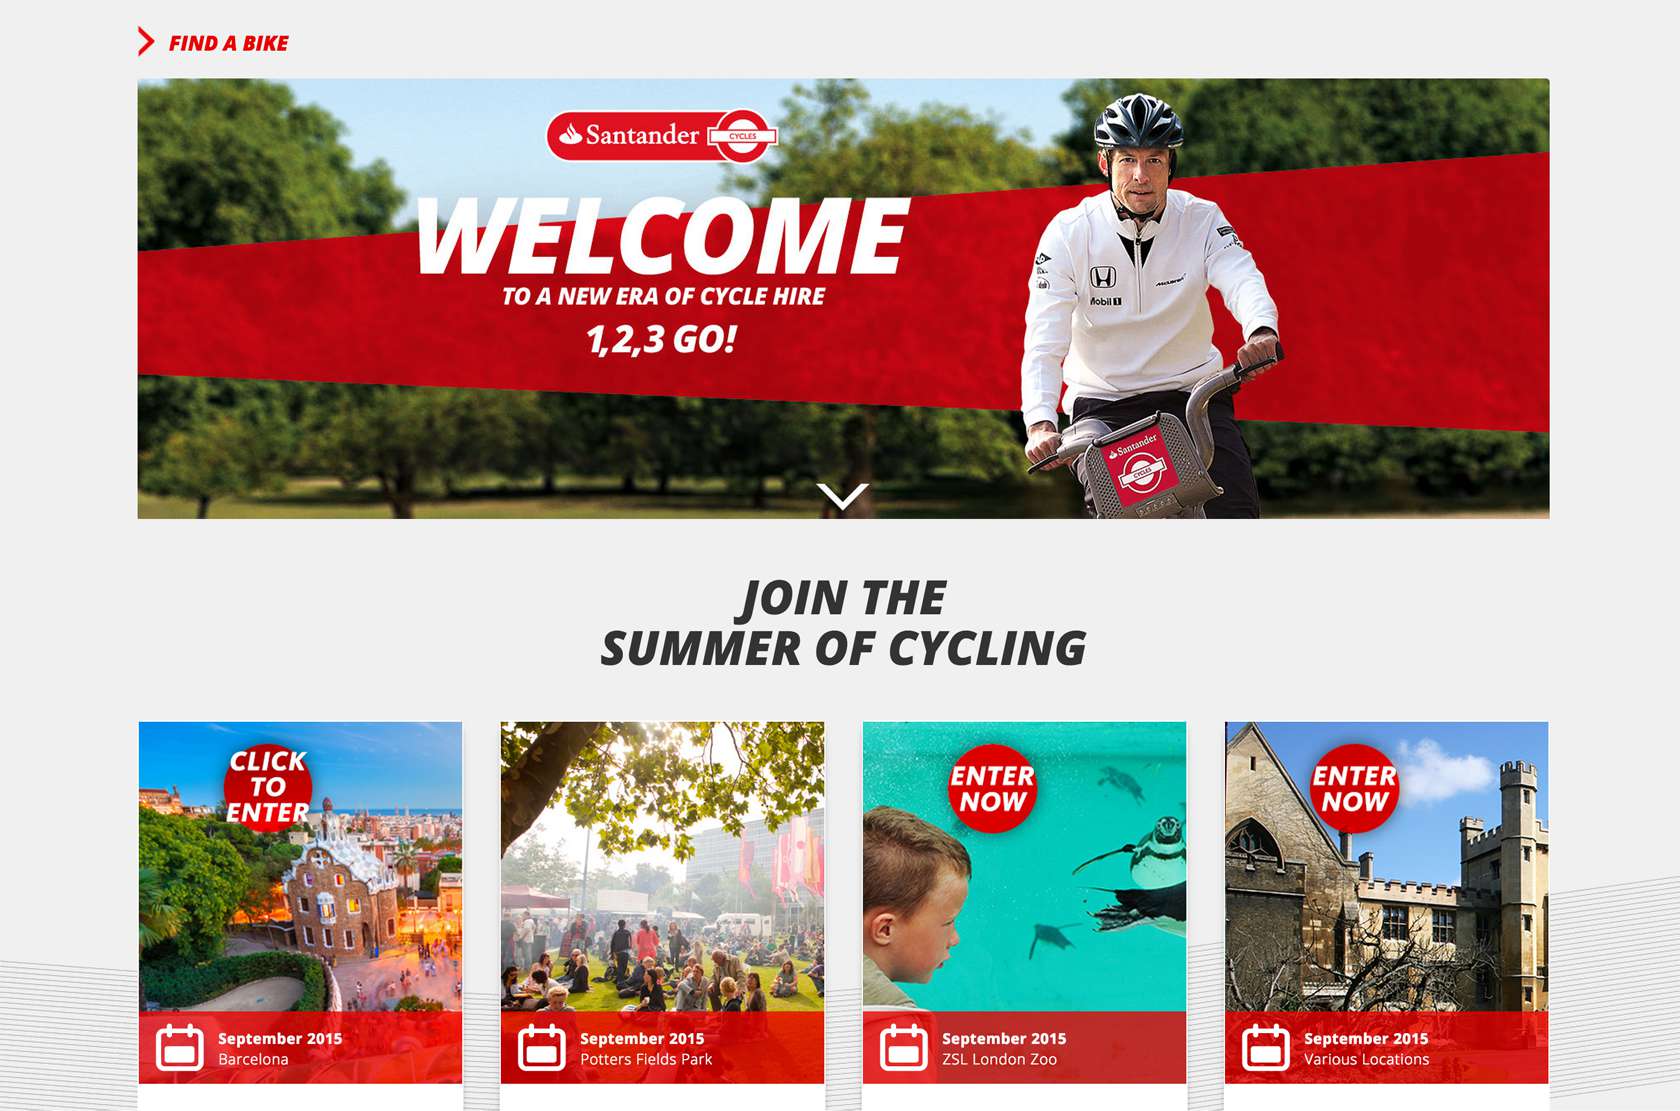 FIND A BIKE
Santander CYCLES
WELCOME
TO A NEW ERA OF CYCLE HIRE
1,2,3 GO!
Mobil 1
Santander
CYCLES
JOIN THE
SUMMER OF CYCLING
CLICK
TO
ENTER
September 2015
Barcelona
September 2015
Potters Fields Park
ENTER
NOW
September 2015
ZSL London Zoo
ENTER
NOW
September 2015
Various Locations